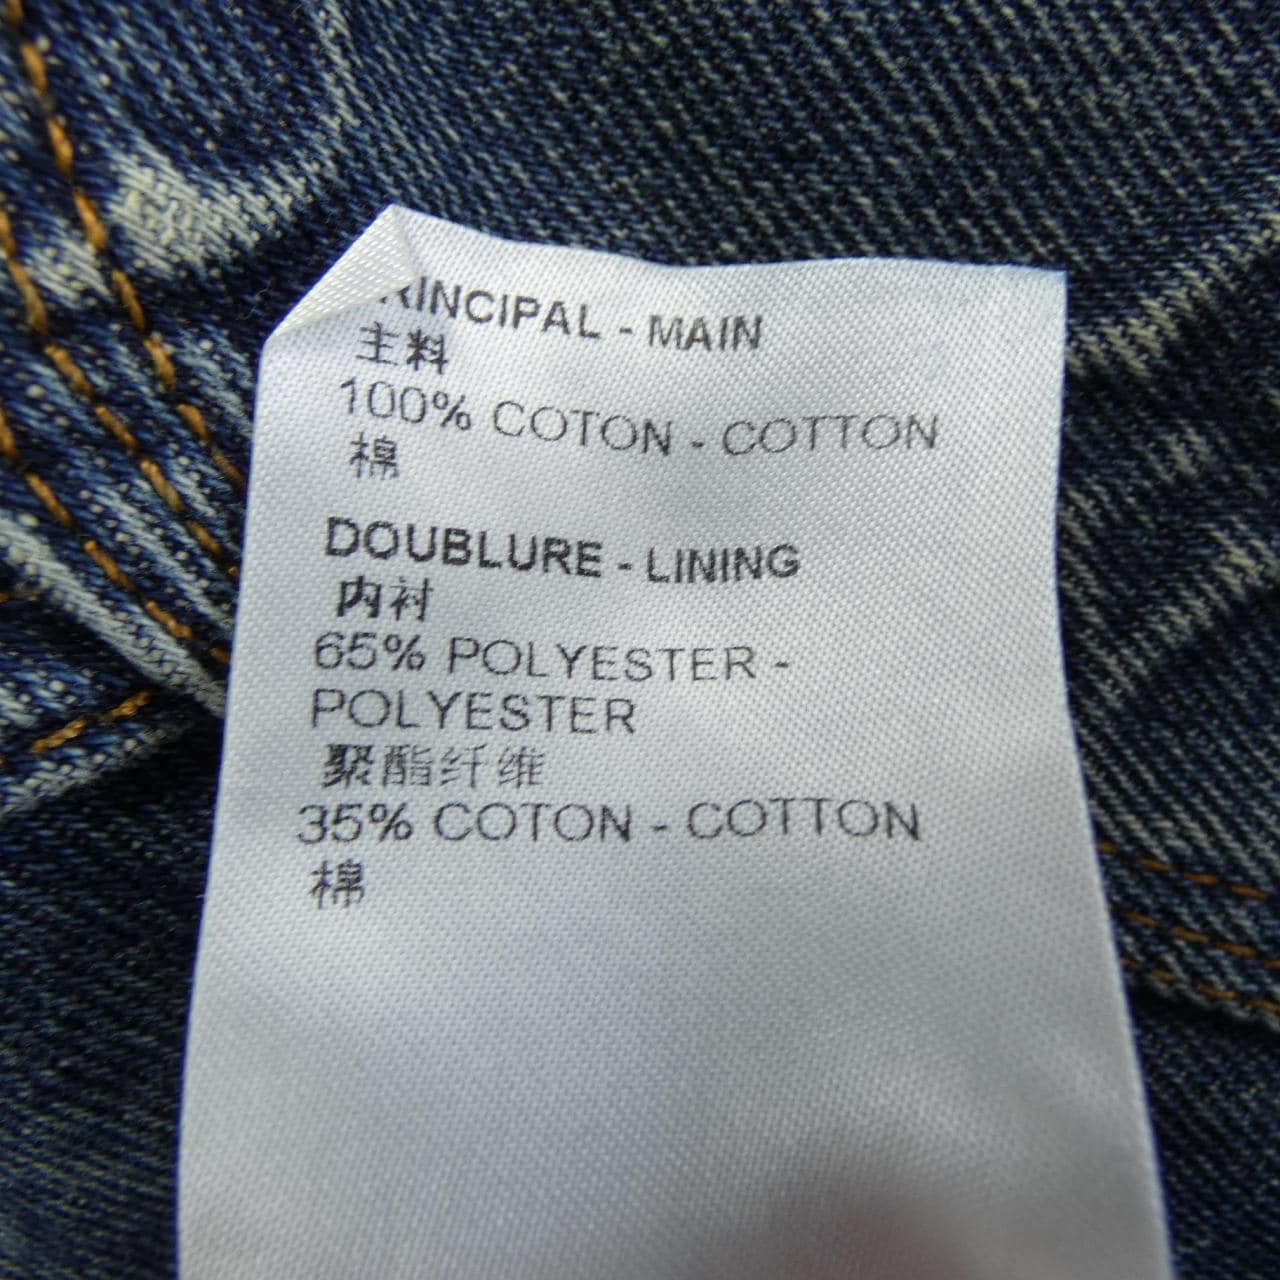 PRINCIPAL - MAIN
主料
100% COTON - COTTON
棉
DOUBLURE - LINING
内衬
65% POLYESTER -
POLYESTER
聚酯纤维
35% COTON - COTTON
棉